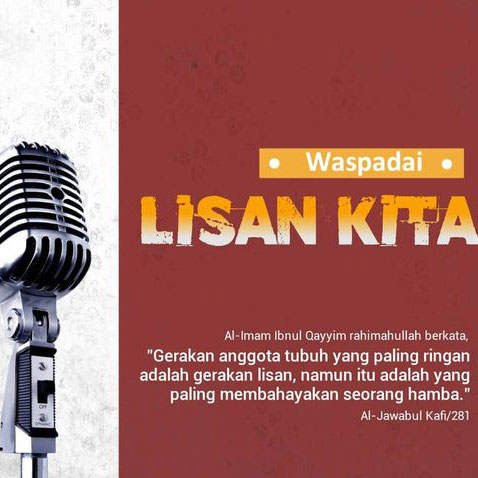 Waspadai
LISAN KITA
Al-Imam Ibnul Qayyim rahimahullah berkata,
"Gerakan anggota tubuh yang paling ringan
adalah gerakan lisan, namun itu adalah yang
paling membahayakan seorang hamba."
Al-Jawabul Kafi/281
OFF